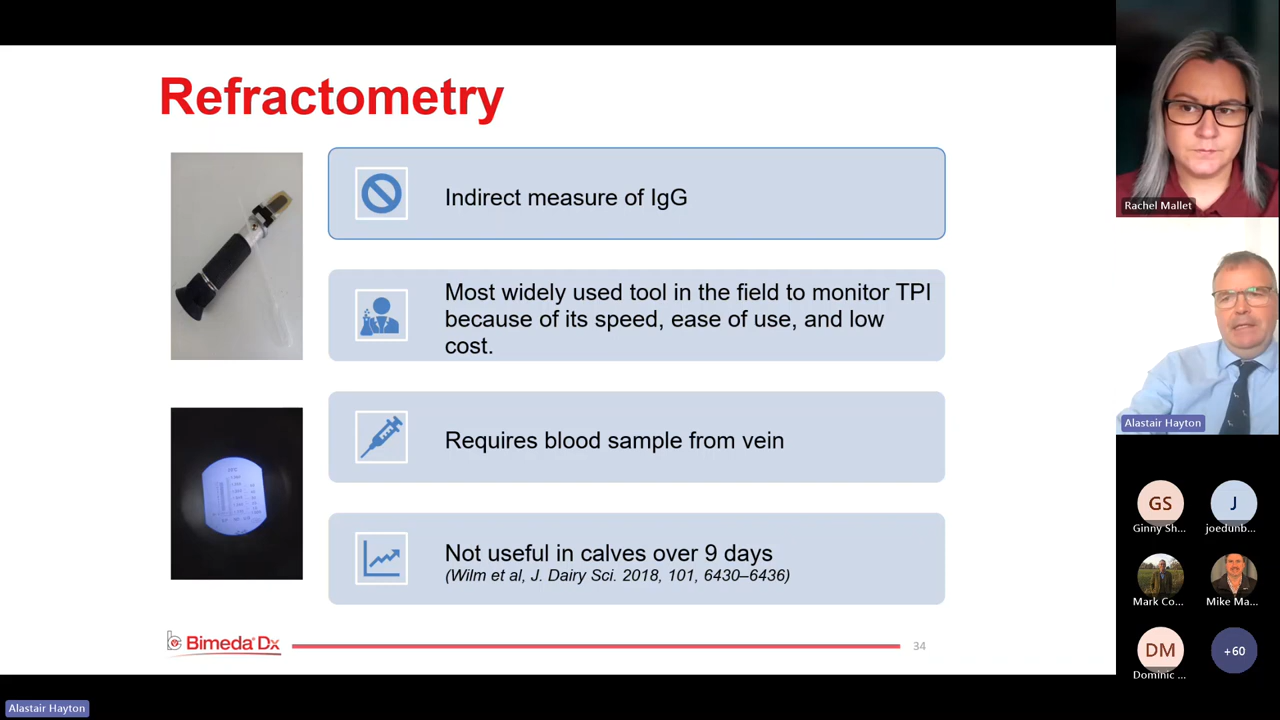 Refractometry
Indirect measure of IgG
Most widely used tool in the field to monitor TPI
because of its speed, ease of use, and low
cost.
Requires blood sample from vein
Not useful in calves over 9 days
(Wilm et al, J. Dairy Sci. 2018, 101, 6430–6436)
Bimeda® Dx
34
Rachel Mallet
Alastair Hayton
GS
J
Ginny Sh...
joedunb...
Mark Co...
Mike Ma...
DM
+60
Dominic ...
Alastair Hayton